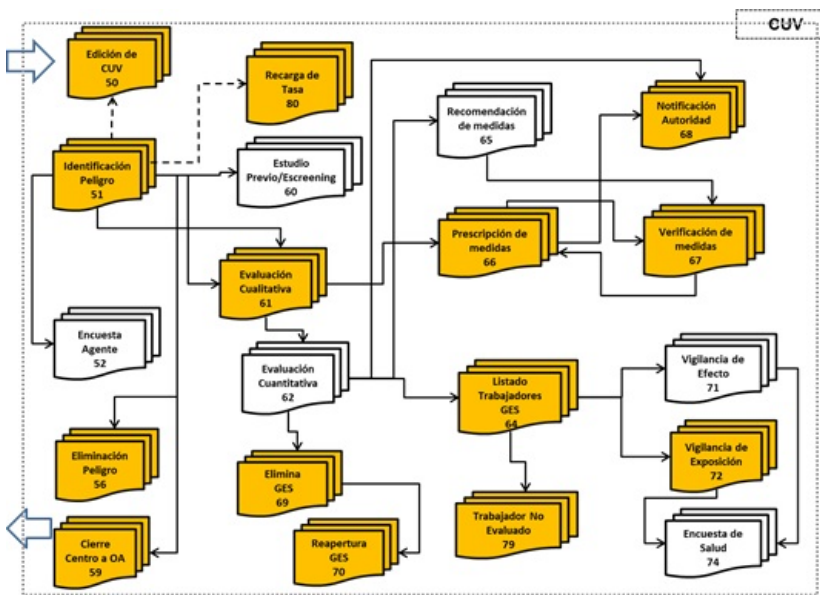 CUV
Edición de
CUV
50
Recarga de
Tasa
80
Recomendación
de medidas
65
Notificación
Autoridad
68
Identificación
Peligro
51
Estudio
Previo/Escreening
60
Prescripción de
medidas
66
Verificación de
medidas
67
Evaluación
Cualitativa
61
Encuesta
Agente
52
Evaluación
Cuantitativa
62
Listado
Trabajadores
GES
64
Vigilancia de
Efecto
71
Eliminación
Peligro
56
Elimina
GES
69
Vigilancia de
Exposición
72
Cierre
Centro a OA
59
Reapertura
GES
70
Trabajador No
Evaluado
79
Encuesta de
Salud
74